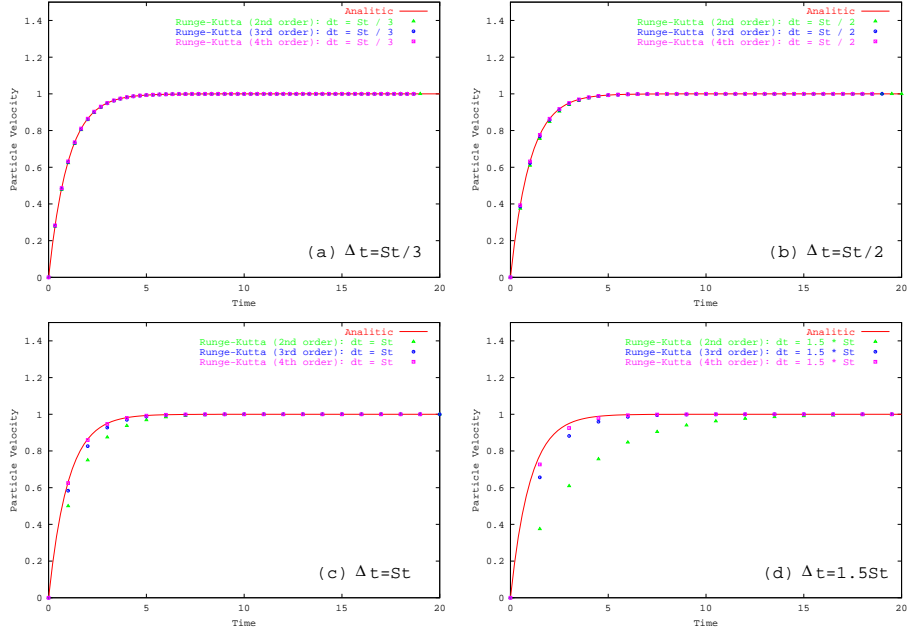 Analitic
Runge-Kutta (2nd order): dt = St / 3
Runge-Kutta (3rd order): dt = St / 3
Runge-Kutta (4th order): dt = St / 3
1.4
1.2
1
0.8
0.6
0.4
0.2
0
Particle Velocity
0 5 10 15 20
Time
(a) Δt=St/3
Analitic
Runge-Kutta (2nd order): dt = St / 2
Runge-Kutta (3rd order): dt = St / 2
Runge-Kutta (4th order): dt = St / 2
1.4
1.2
1
0.8
0.6
0.4
0.2
0
Particle Velocity
0 5 10 15 20
Time
(b) Δt=St/2
Analitic
Runge-Kutta (2nd order): dt = St
Runge-Kutta (3rd order): dt = St
Runge-Kutta (4th order): dt = St
1.4
1.2
1
0.8
0.6
0.4
0.2
0
Particle Velocity
0 5 10 15 20
Time
(c) Δt=St
Analitic
Runge-Kutta (2nd order): dt = 1.5 * St
Runge-Kutta (3rd order): dt = 1.5 * St
Runge-Kutta (4th order): dt = 1.5 * St
1.4
1.2
1
0.8
0.6
0.4
0.2
0
Particle Velocity
0 5 10 15 20
Time
(d) Δt=1.5St